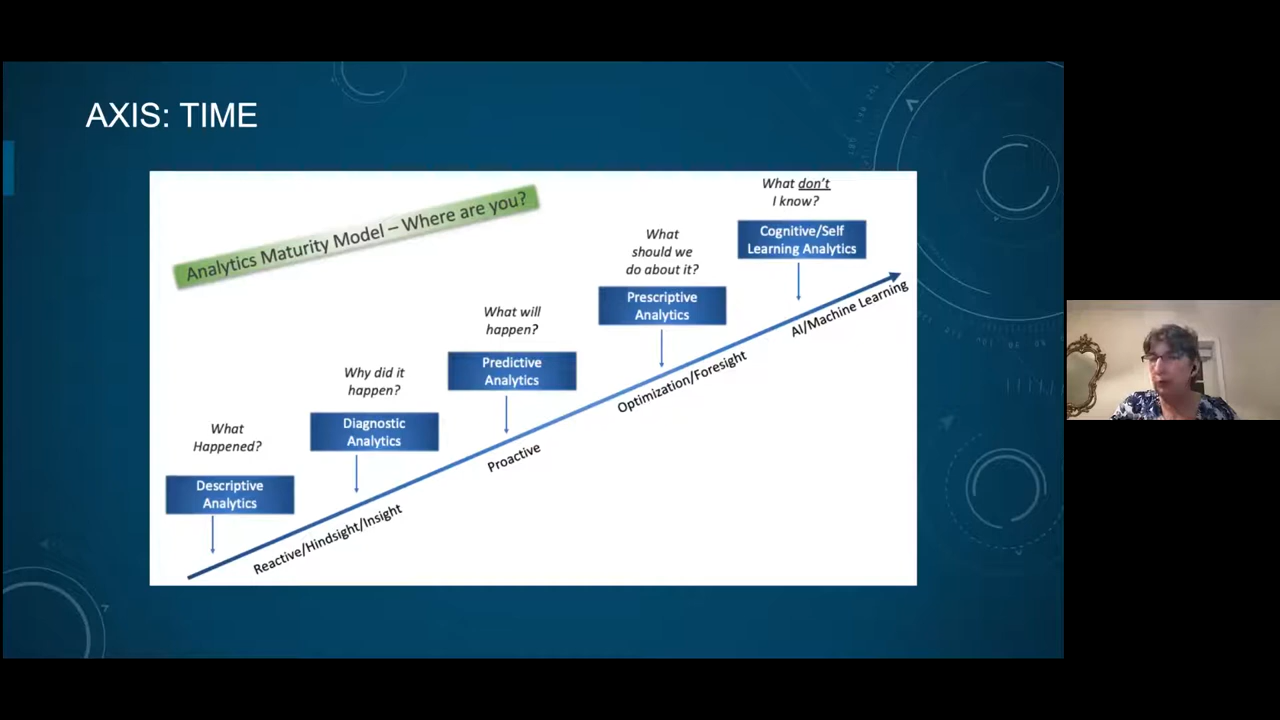 AXIS: TIME
Analytics Maturity Model – Where are you?
What
Happened?
Descriptive
Analytics
Why did it
happen?
Diagnostic
Analytics
Reactive/Hindsight/Insight
What will
happen?
Predictive
Analytics
Proactive
What
should we
do about it?
Prescriptive
Analytics
Optimization/Foresight
What don't
I know?
Cognitive/Self
Learning Analytics
AI/Machine Learning